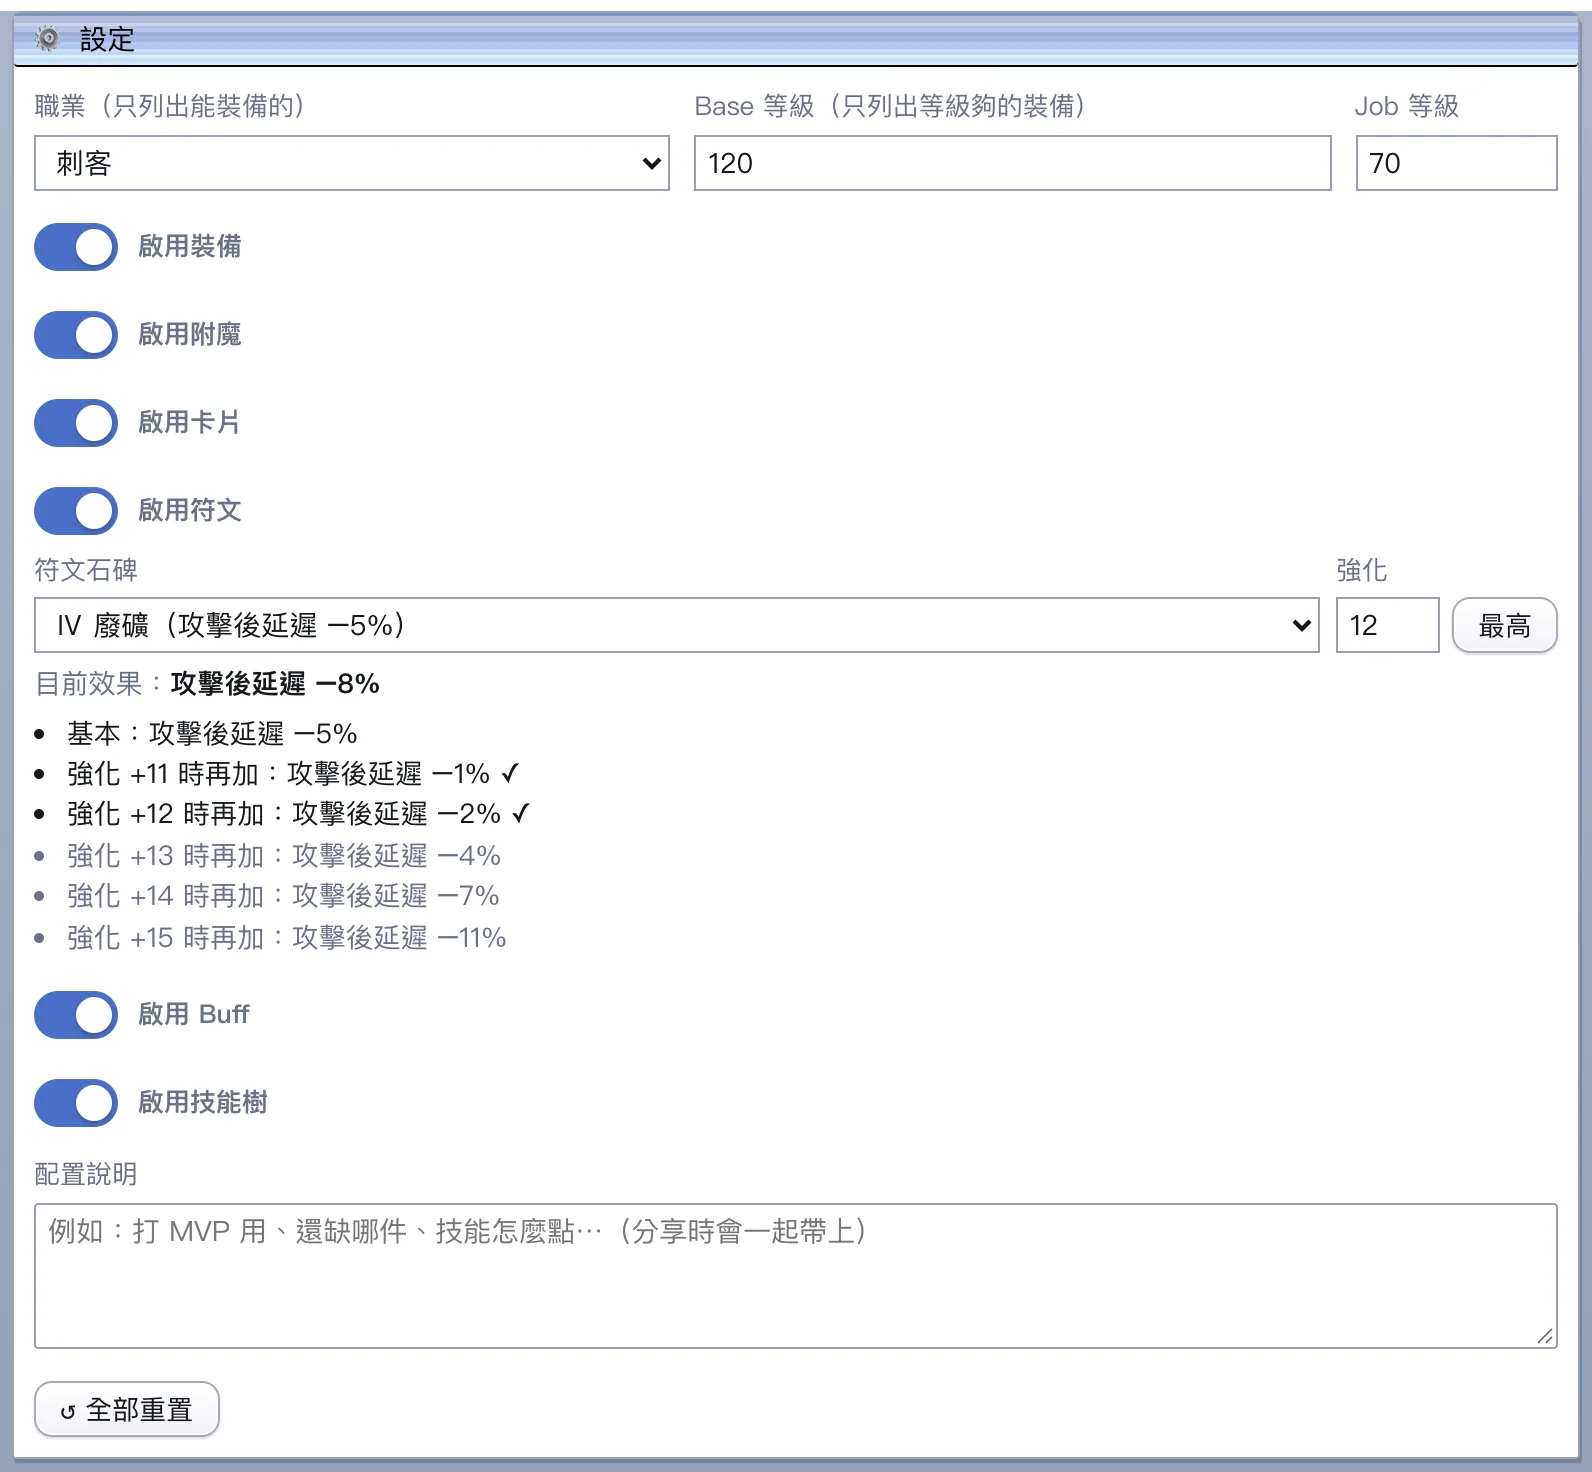 設定
職業（只列出能裝備的）
Base 等級（只列出等級夠的裝備）
Job 等級
刺客
120
70
啟用裝備
啟用附魔
啟用卡片
啟用符文
符文石碑
強化
IV 廢礦（攻擊後延遲 −5%）
12
最高
目前效果：攻擊後延遲 −8%
• 基本：攻擊後延遲 −5%
• 強化 +11 時再加：攻擊後延遲 −1% ✓
• 強化 +12 時再加：攻擊後延遲 −2% ✓
• 強化 +13 時再加：攻擊後延遲 −4%
• 強化 +14 時再加：攻擊後延遲 −7%
• 強化 +15 時再加：攻擊後延遲 −11%
啟用 Buff
啟用技能樹
配置說明
例如：打 MVP 用、還缺哪件、技能怎麼點…（分享時會一起帶上）
↺ 全部重置